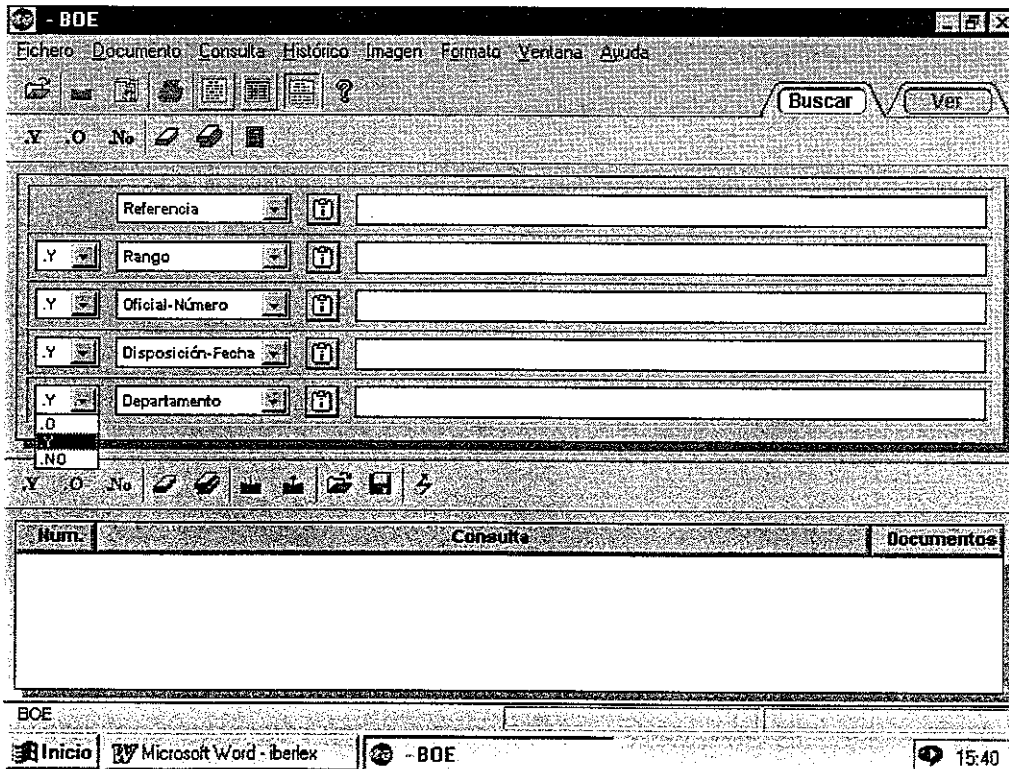 - BOE
Fichero Documento Consulta Histórico Imagen Formato Ventana Ayuda
?
Buscar Ver
.Y .O .No
Referencia
.Y Rango
.Y Oficial-Número
.Y Disposición-Fecha
.Y Departamento
.O
.Y
.NO
.Y .O .No
Num. Consulta Documentos
BOE
Inicio Microsoft Word - iberlex - BOE 15:40